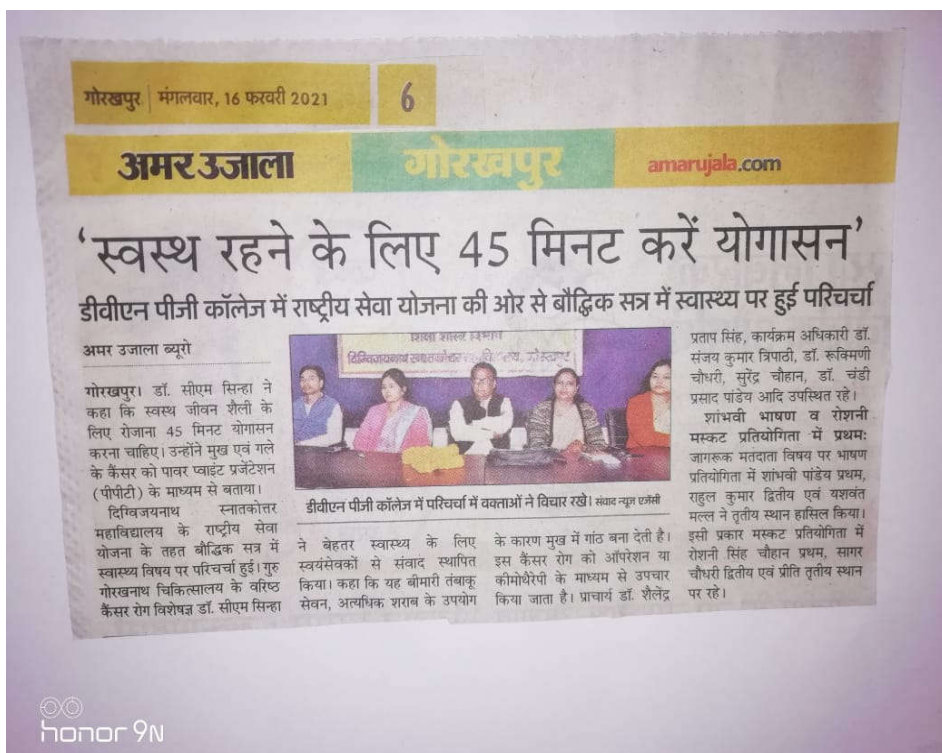 गोरखपुर | मंगलवार, 16 फरवरी 2021
6
अमर उजाला
गोरखपुर
amarujala.com
‘स्वस्थ रहने के लिए 45 मिनट करें योगासन’
डीवीएन पीजी कॉलेज में राष्ट्रीय सेवा योजना की ओर से बौद्धिक सत्र में स्वास्थ्य पर हुई परिचर्चा
अमर उजाला ब्यूरो
गोरखपुर। डॉ. सीएम सिन्हा ने
कहा कि स्वस्थ जीवन शैली के
लिए रोजाना 45 मिनट योगासन
करना चाहिए। उन्होंने मुख एवं गले
के कैंसर को पावर प्वाइंट प्रजेंटेशन
(पीपीटी) के माध्यम से बताया।
दिग्विजयनाथ स्नातकोत्तर
महाविद्यालय के राष्ट्रीय सेवा
योजना के तहत बौद्धिक सत्र में
स्वास्थ्य विषय पर परिचर्चा हुई। गुरु
गोरखनाथ चिकित्सालय के वरिष्ठ
कैंसर रोग विशेषज्ञ डॉ. सीएम सिन्हा
शिक्षा शास्त्र विभाग
दिग्विजयनाथ गोरखपुर
डीवीएन पीजी कॉलेज में परिचर्चा में वक्ताओं ने विचार रखे। संवाद न्यूज एजेंसी
ने बेहतर स्वास्थ्य के लिए
स्वयंसेवकों से संवाद स्थापित
किया। कहा कि यह बीमारी तंबाकू
सेवन, अत्यधिक शराब के उपयोग
के कारण मुख में गांठ बना देती है।
इस कैंसर रोग को ऑपरेशन या
कीमोथैरेपी के माध्यम से उपचार
किया जाता है। प्राचार्य डॉ. शैलेंद्र
प्रताप सिंह, कार्यक्रम अधिकारी डॉ.
संजय कुमार त्रिपाठी, डॉ. रूक्मिणी
चौधरी, सुरेंद्र चौहान, डॉ. चंडी
प्रसाद पांडेय आदि उपस्थित रहे।
शांभवी भाषण व रोशनी
मस्कट प्रतियोगिता में प्रथम:
जागरूक मतदाता विषय पर भाषण
प्रतियोगिता में शांभवी पांडेय प्रथम,
राहुल कुमार द्वितीय एवं यशवंत
मल्ल ने तृतीय स्थान हासिल किया।
इसी प्रकार मस्कट प्रतियोगिता में
रोशनी सिंह चौहान प्रथम, सागर
चौधरी द्वितीय एवं प्रीति तृतीय स्थान
पर रहे।
honor 9N